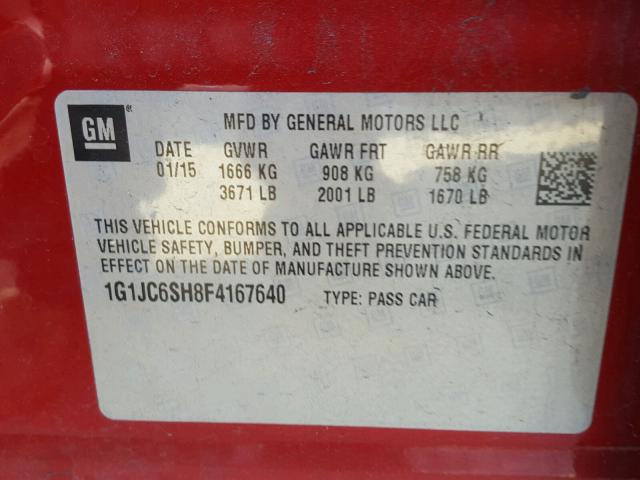 GM
®
MFD BY GENERAL MOTORS LLC
DATE GVWR GAWR FRT GAWR RR
01/15 1666 KG 908 KG 758 KG
3671 LB 2001 LB 1670 LB
THIS VEHICLE CONFORMS TO ALL APPLICABLE U.S. FEDERAL MOTOR
VEHICLE SAFETY, BUMPER, AND THEFT PREVENTION STANDARDS IN
EFFECT ON THE DATE OF MANUFACTURE SHOWN ABOVE.
1G1JC6SH8F4167640 TYPE: PASS CAR